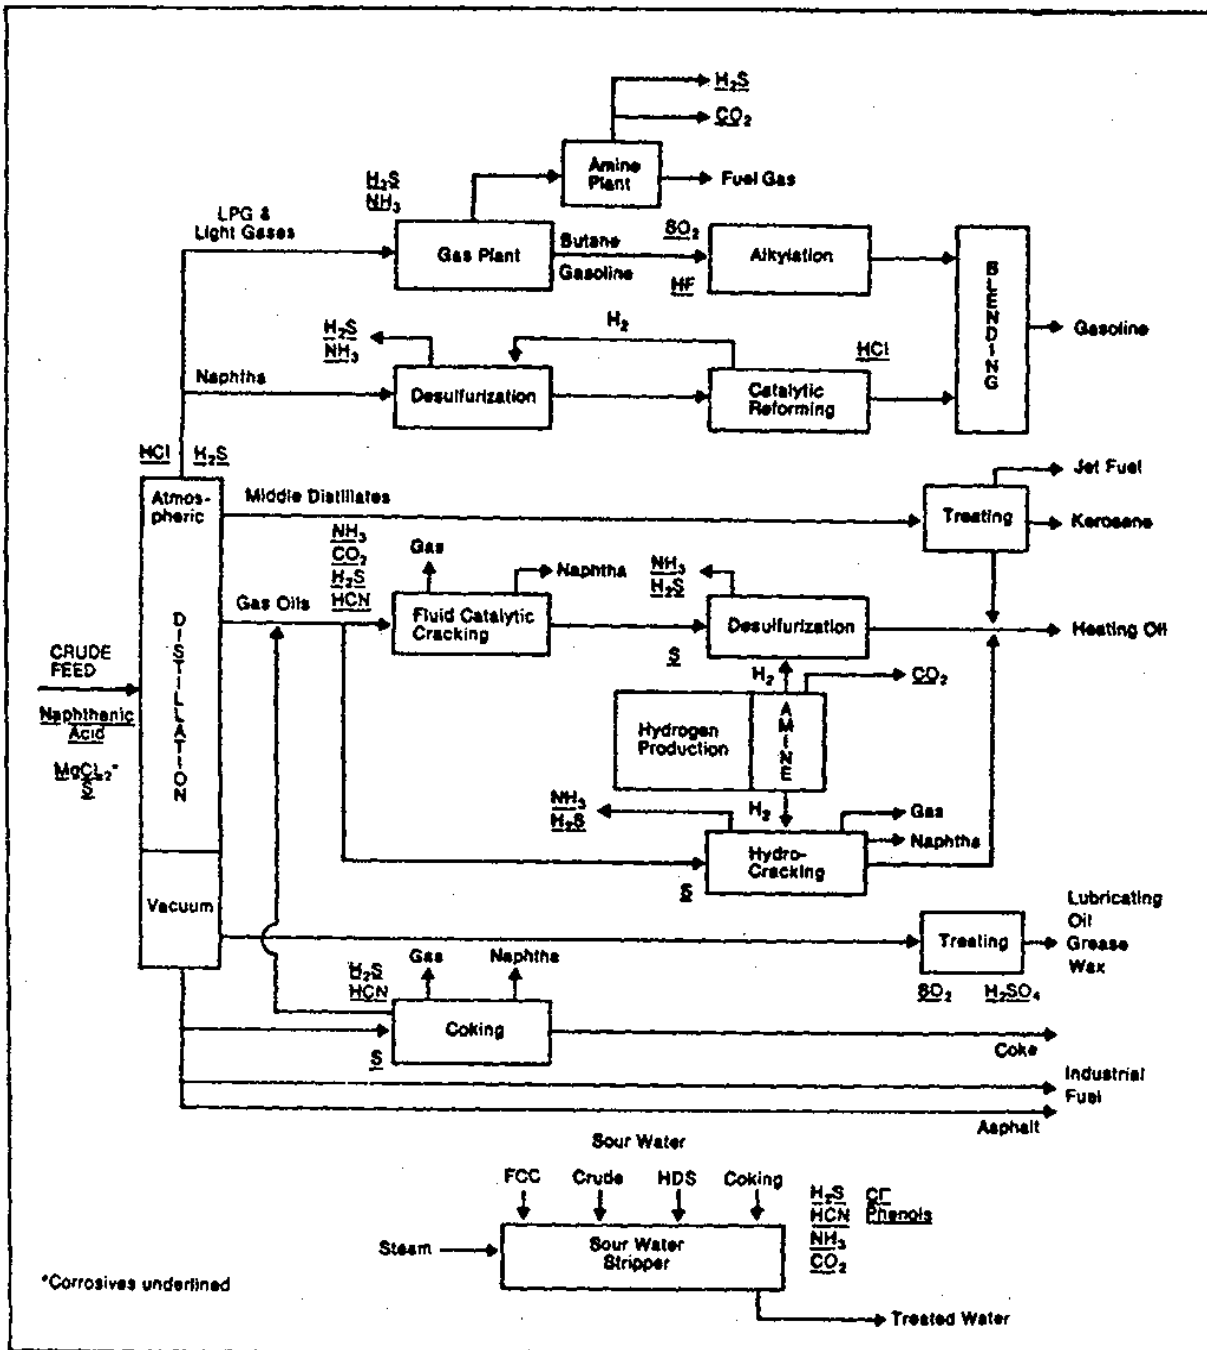 H₂S
CO₂
Amine
Plant
Fuel Gas
H₂S
NH₃
LPG &
Light Gases
Gas Plant
Butane
Gasoline
SO₂
HF
Alkylation
BLENDING
Gasoline
H₂S
NH₃
H₂
HCl
Naphtha
Desulfurization
Catalytic
Reforming
HCl H₂S
Atmos-
pheric
DISTILLATION
Vacuum
Middle Distillates
Treating
Jet Fuel
Kerosene
NH₃
CO₂
H₂S
HCN
Gas
Naphtha
NH₃
H₂S
Gas Oils
Fluid Catalytic
Cracking
Desulfurization
Heating Oil
S
CRUDE
FEED
Naphthenic
Acid
MgCL₂*
S
H₂
CO₂
Hydrogen
Production
AMINE
H₂
NH₃
H₂S
Gas
Naphtha
Hydro-
Cracking
S
Treating
Lubricating
Oil
Grease
Wax
SO₂ H₂SO₄
H₂S
HCN
Gas
Naphtha
Coking
S
Coke
Industrial
Fuel
Asphalt
Sour Water
FCC Crude HDS Coking
Steam
Sour Water
Stripper
H₂S Cl⁻
HCN Phenols
NH₃
CO₂
*Corrosives underlined
Treated Water